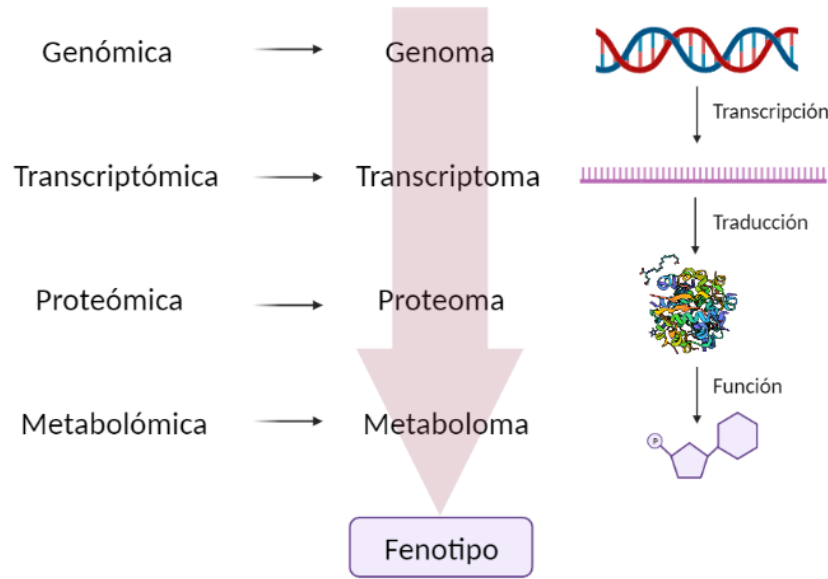 Genómica
Genoma
Transcripción
Transcriptómica
Transcriptoma
Traducción
Proteómica
Proteoma
Función
Metabolómica
Metaboloma
P
Fenotipo